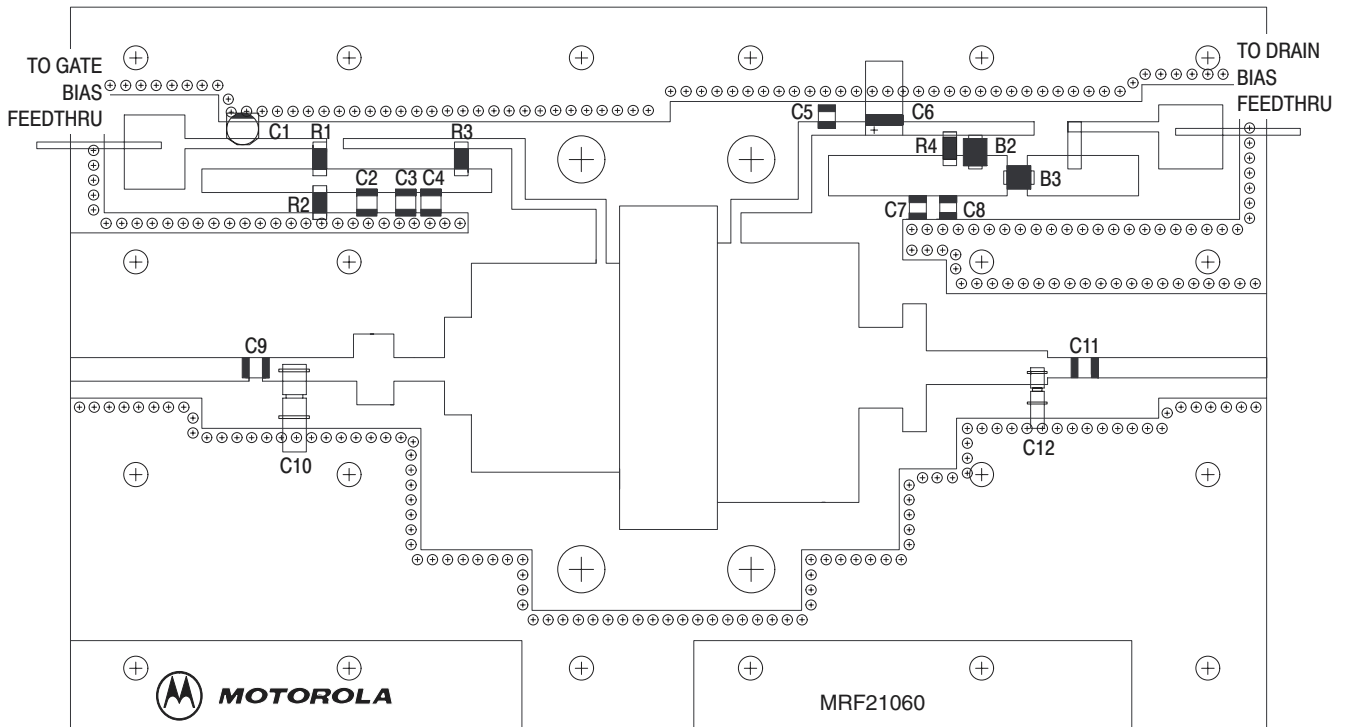 TO GATE
BIAS
FEEDTHRU
TO DRAIN
BIAS
FEEDTHRU
C1
R1
R3
C5
C6
R4
B2
B3
C2
C3
C4
R2
C7
C8
C9
C11
C10
C12
MOTOROLA
MRF21060